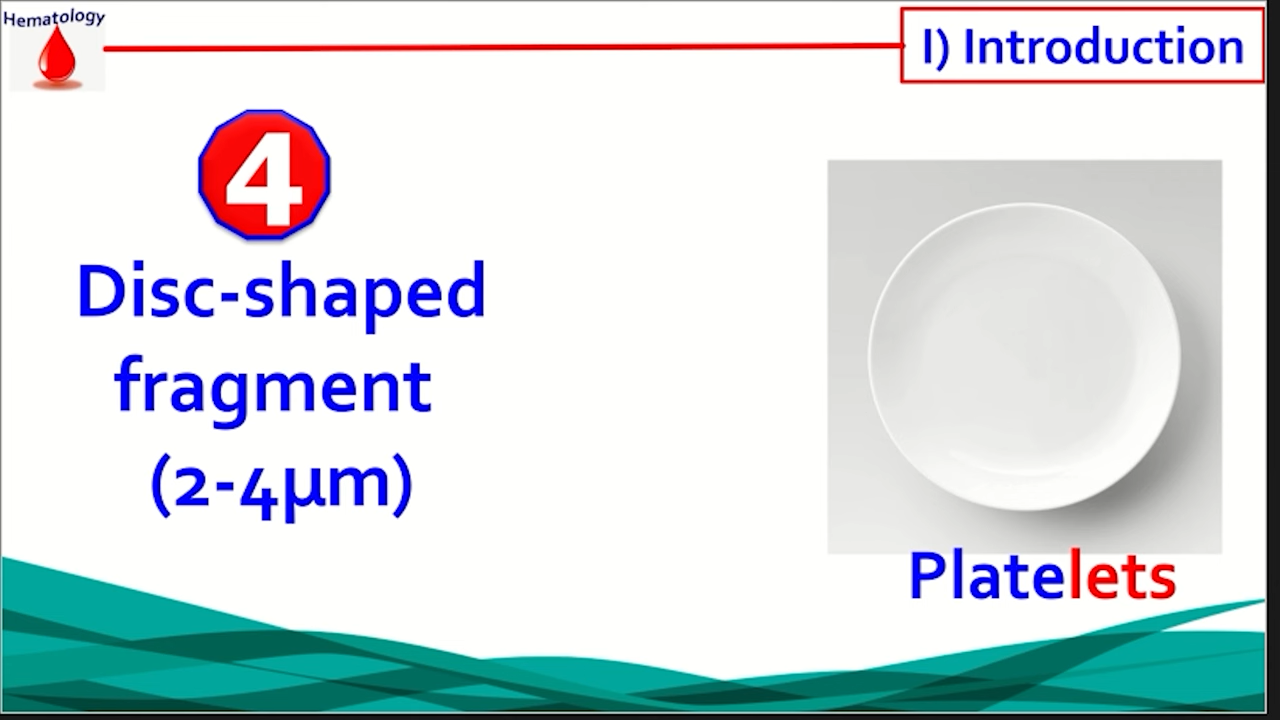 Hematology
I) Introduction
4
Disc-shaped
fragment
(2-4µm)
Platelets